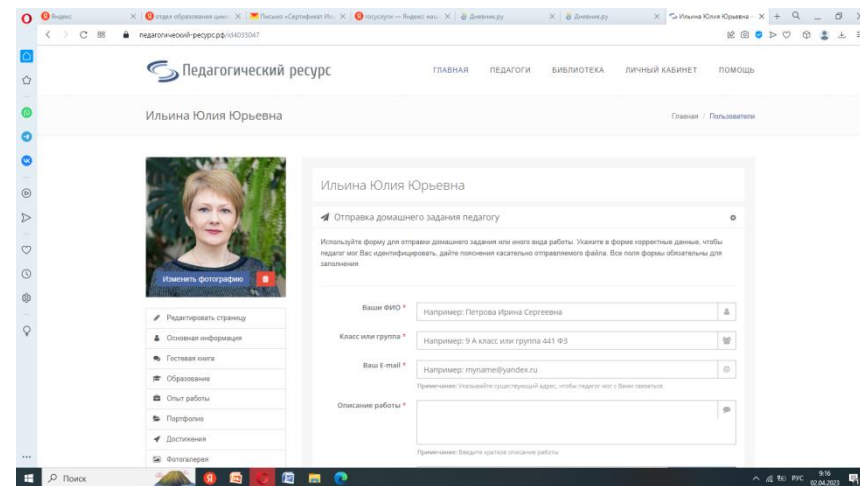 Яндекс
отдел образования цимл
Письмо «Сертификат Ил
госуслуги — Яндекс: наш
Дневник.ру
Дневник.ру
Ильина Юлия Юрьевна -
педагогический-ресурс.рф/id4035047
Педагогический ресурс
ГЛАВНАЯ ПЕДАГОГИ БИБЛИОТЕКА ЛИЧНЫЙ КАБИНЕТ ПОМОЩЬ
Ильина Юлия Юрьевна
Главная / Пользователи
Изменить фотографию
Редактировать страницу
Основная информация
Гостевая книга
Образование
Опыт работы
Портфолио
Достижения
Фотогалерея
Ильина Юлия Юрьевна
Отправка домашнего задания педагогу
Используйте форму для отправки домашнего задания или иного вида работы. Укажите в форме корректные данные, чтобы
педагог мог Вас идентифицировать, дайте пояснения касательно отправляемого файла. Все поля формы обязательны для
заполнения.
Ваши ФИО *
Например: Петрова Ирина Сергеевна
Класс или группа *
Например: 9 А класс или группа 441 ФЗ
Ваш E-mail *
Например: myname@yandex.ru
Примечание: Указывайте существующий адрес, чтобы педагог мог с Вами связаться.
Описание работы *
Примечание: Введите краткое описание работы
Поиск
РУС
9:16
02.04.2023